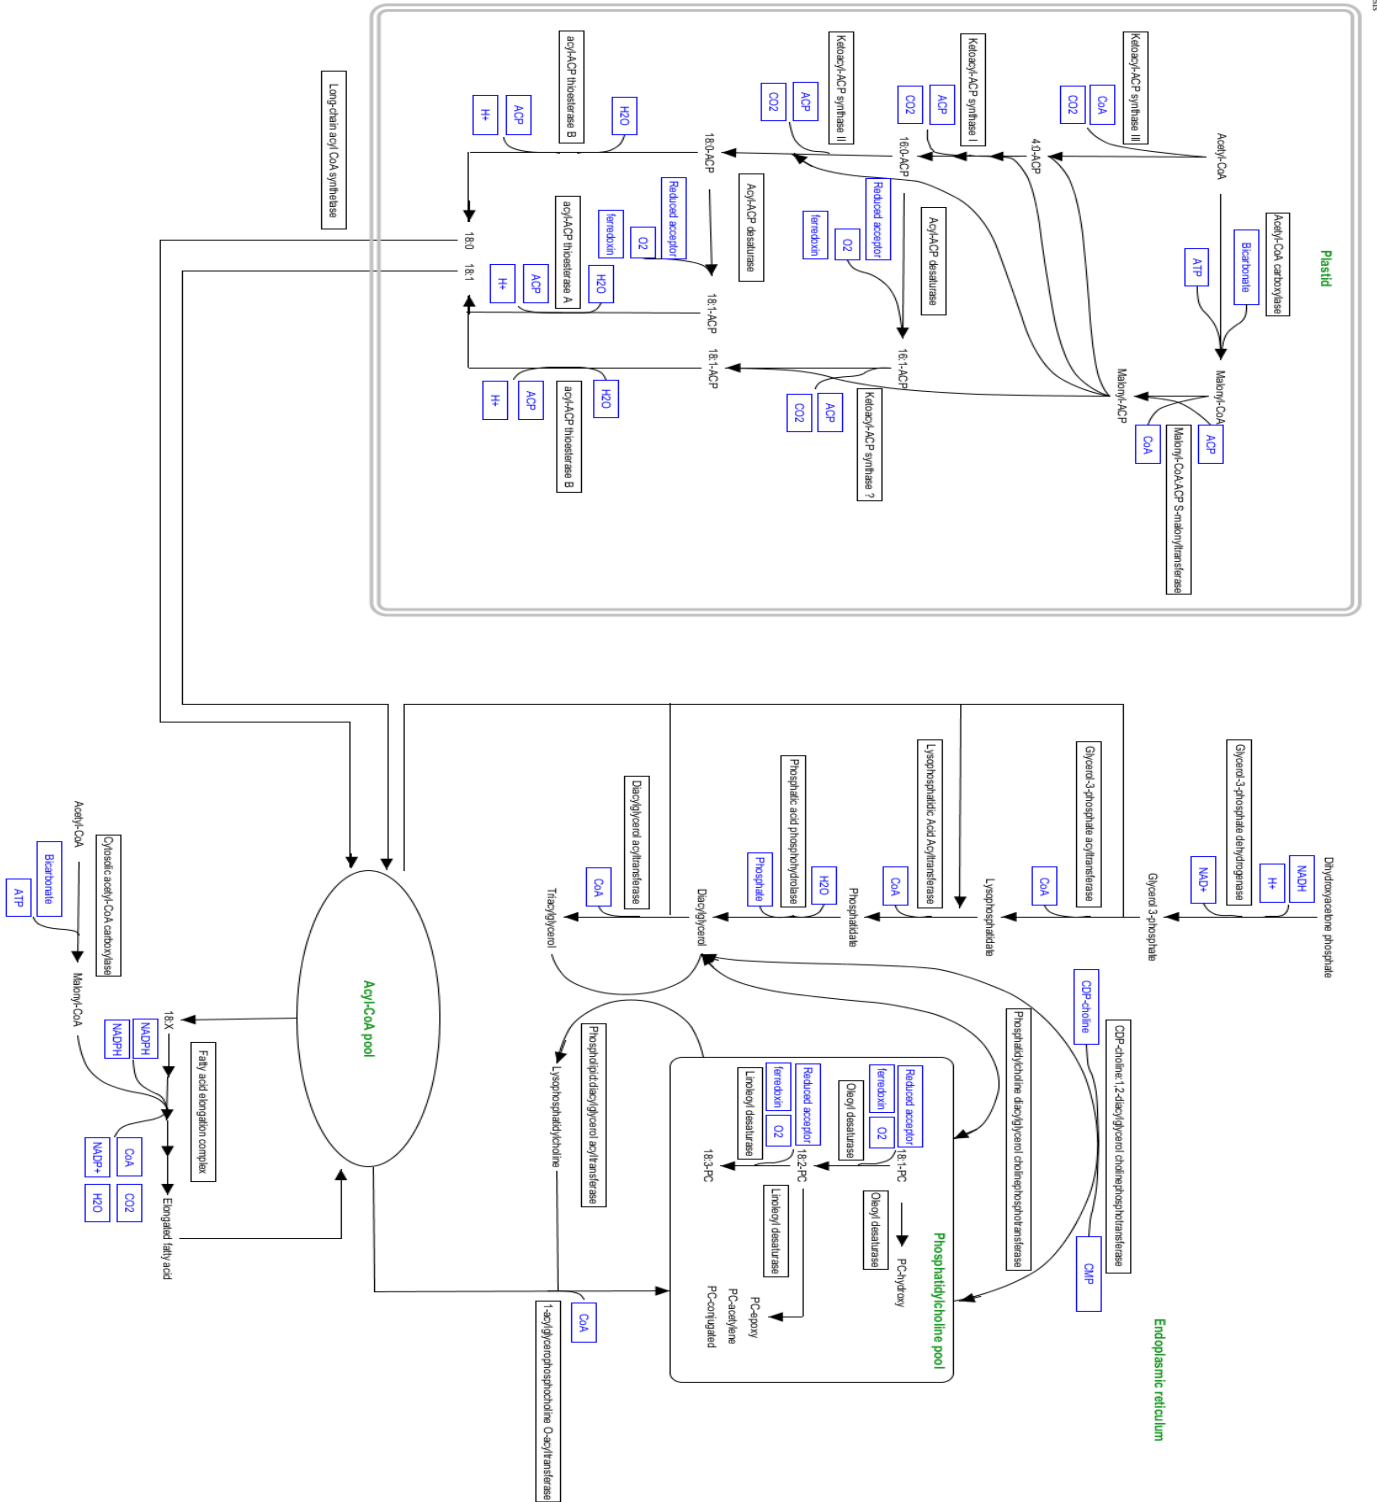 Plastid
Acetyl-CoA carboxylase
Bicarbonate
ATP
Acetyl-CoA
Malonyl-CoA
Ketoacyl-ACP synthase III
CoA
CO2
ACP
CoA
Malonyl-CoA:ACP S-malonyltransferase
Malonyl-ACP
4:0-ACP
Ketoacyl-ACP synthase I
ACP
CO2
16:0-ACP
Acyl-ACP desaturase
Reduced acceptor
O2
ferredoxin
16:1-ACP
Ketoacyl-ACP synthase II
ACP
CO2
Ketoacyl-ACP synthase ?
ACP
CO2
18:0-ACP
Acyl-ACP desaturase
Reduced acceptor
O2
ferredoxin
18:1-ACP
18:1-ACP
acyl-ACP thioesterase B
H2O
ACP
H+
acyl-ACP thioesterase A
H2O
ACP
H+
acyl-ACP thioesterase B
H2O
ACP
H+
18:0
18:1
Long-chain acyl CoA synthetase
Endoplasmic reticulum
Dihydroxyacetone phosphate
NADH
H+
Glycerol-3-phosphate dehydrogenase
NAD+
Glycerol 3-phosphate
Glycerol-3-phosphate acyltransferase
CoA
Lysophosphatidate
Lysophosphatidic Acid Acyltransferase
CoA
Phosphatidate
Phosphatic acid phosphohydrolase
H2O
Phosphate
Diacylglycerol
Diacylglycerol acyltransferase
CoA
Triacylglycerol
CDP-choline:1,2-diacylglycerol cholinephosphotransferase
CDP-choline
CMP
Phosphatidylcholine diacylglycerol cholinephosphotransferase
Phosphatidylcholine pool
Reduced acceptor
ferredoxin
O2
Oleoyl desaturase
18:1-PC
Oleoyl desaturase
PC-hydroxy
Reduced acceptor
ferredoxin
O2
Linoleoyl desaturase
18:2-PC
Linoleoyl desaturase
18:3-PC
PC-epoxy
PC-acetylene
PC-conjugated
Phospholipid:diacylglycerol acyltransferase
Lysophosphatidylcholine
CoA
1-acylglycerophosphocholine O-acyltransferase
Acyl-CoA pool
18:X
Fatty acid elongation complex
NADPH
NADPH
CoA
CO2
NADP+
H2O
Elongated fatty acid
Acetyl-CoA
Cytosolic acetyl-CoA carboxylase
Bicarbonate
ATP
Malonyl-CoA